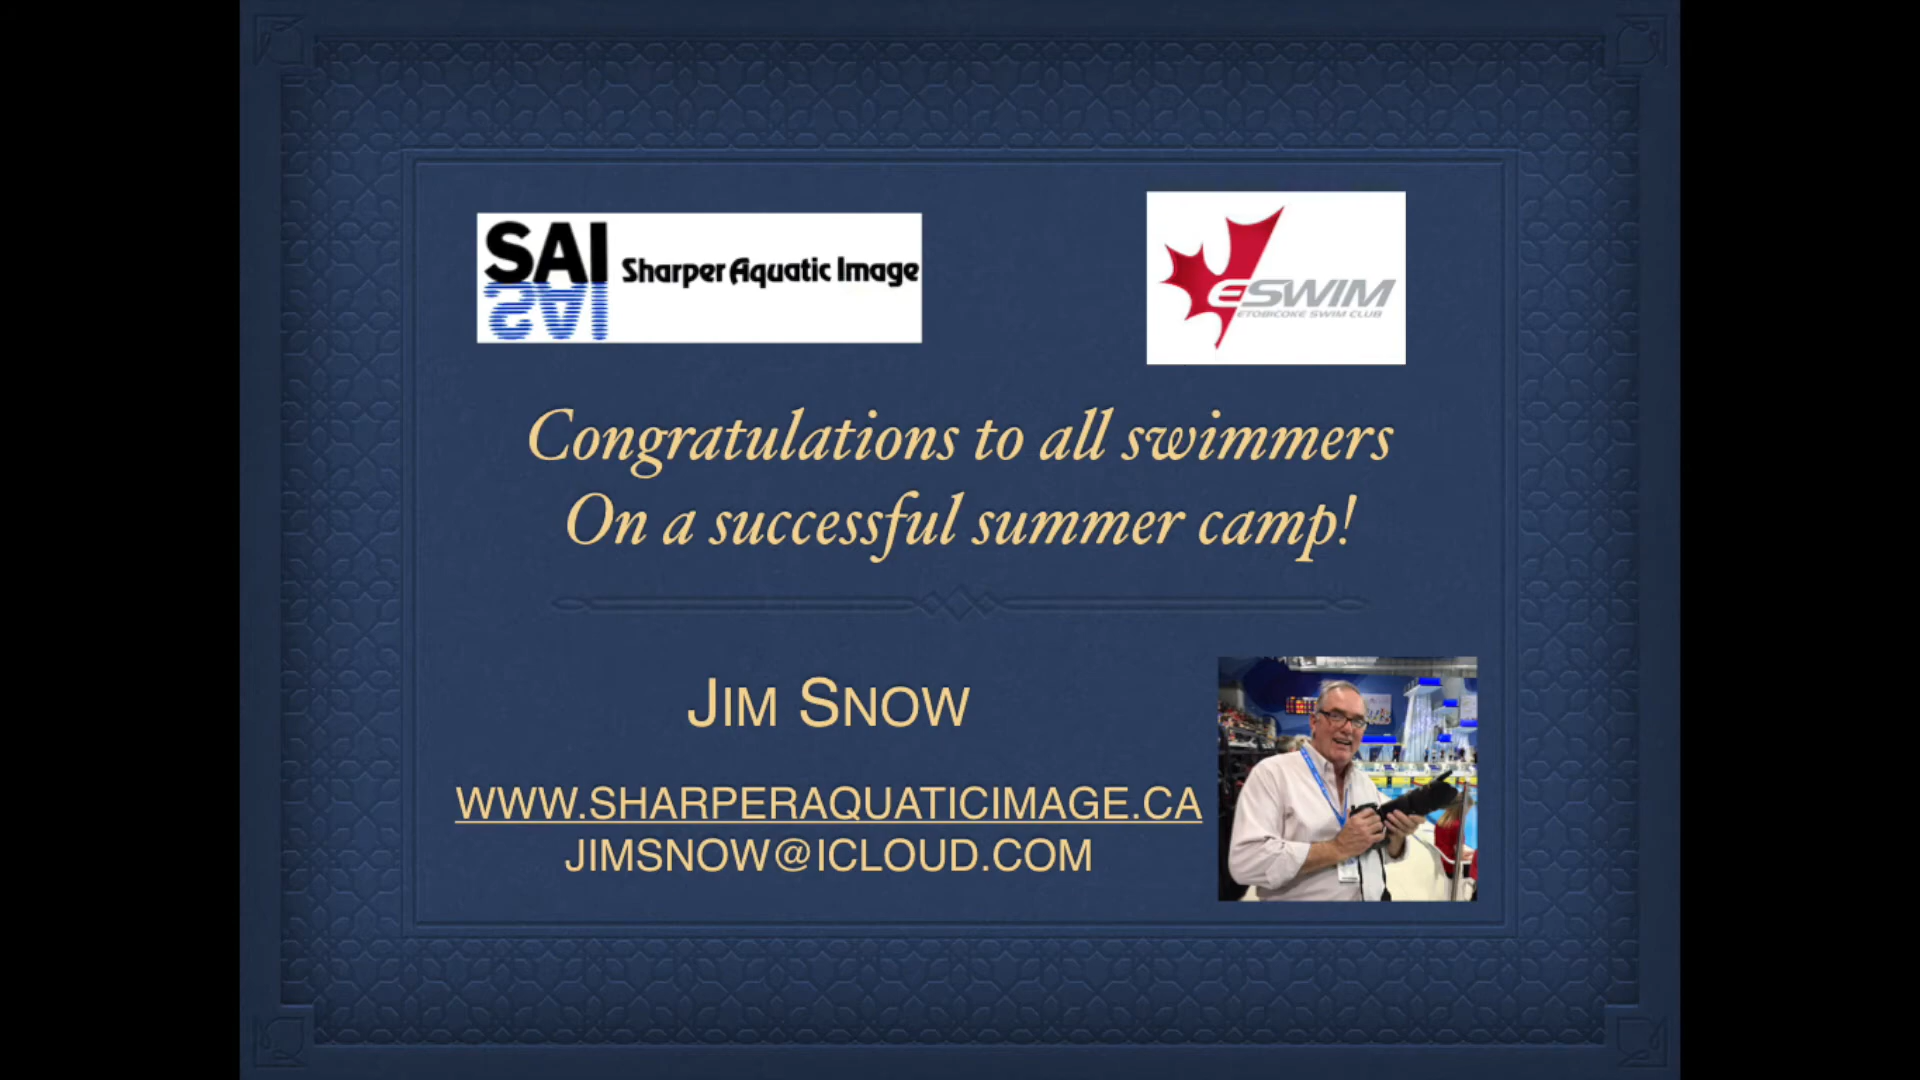 SAI Sharper Aquatic Image
eSWIM
ETOBICOKE SWIM CLUB
Congratulations to all swimmers
On a successful summer camp!
JIM SNOW
WWW.SHARPERAQUATICIMAGE.CA
JIMSNOW@ICLOUD.COM